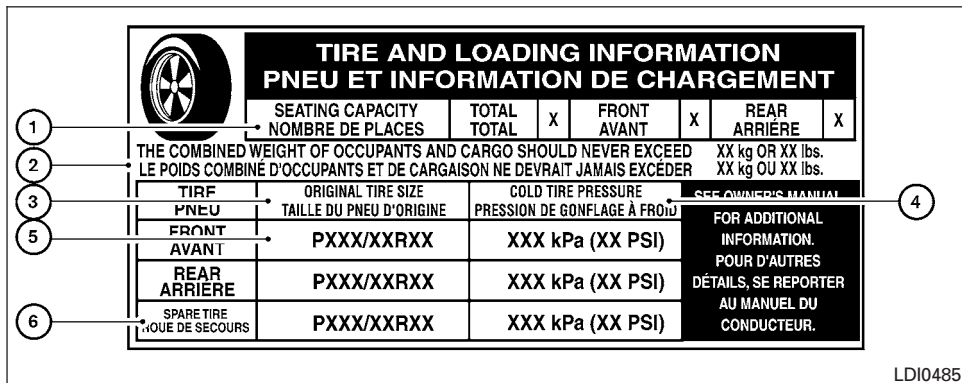 TIRE AND LOADING INFORMATION
PNEU ET INFORMATION DE CHARGEMENT
1
SEATING CAPACITY
NOMBRE DE PLACES
TOTAL
TOTAL
X
FRONT
AVANT
X
REAR
ARRIÉRE
X
2
THE COMBINED WEIGHT OF OCCUPANTS AND CARGO SHOULD NEVER EXCEED XX kg OR XX lbs.
LE POIDS COMBINÉ D'OCCUPANTS ET DE CARGAISON NE DEVRAIT JAMAIS EXCÉDER XX kg OU XX lbs.
3
TIRE
PNEU
ORIGINAL TIRE SIZE
TAILLE DU PNEU D'ORIGINE
COLD TIRE PRESSURE
PRESSION DE GONFLAGE À FROID
4
SEE OWNER'S MANUAL
FOR ADDITIONAL
INFORMATION.
POUR D'AUTRES
DÉTAILS, SE REPORTER
AU MANUEL DU
CONDUCTEUR.
5
FRONT
AVANT
PXXX/XXRXX
XXX kPa (XX PSI)
REAR
ARRIÈRE
PXXX/XXRXX
XXX kPa (XX PSI)
6
SPARE TIRE
ROUE DE SECOURS
PXXX/XXRXX
XXX kPa (XX PSI)
LDI0485